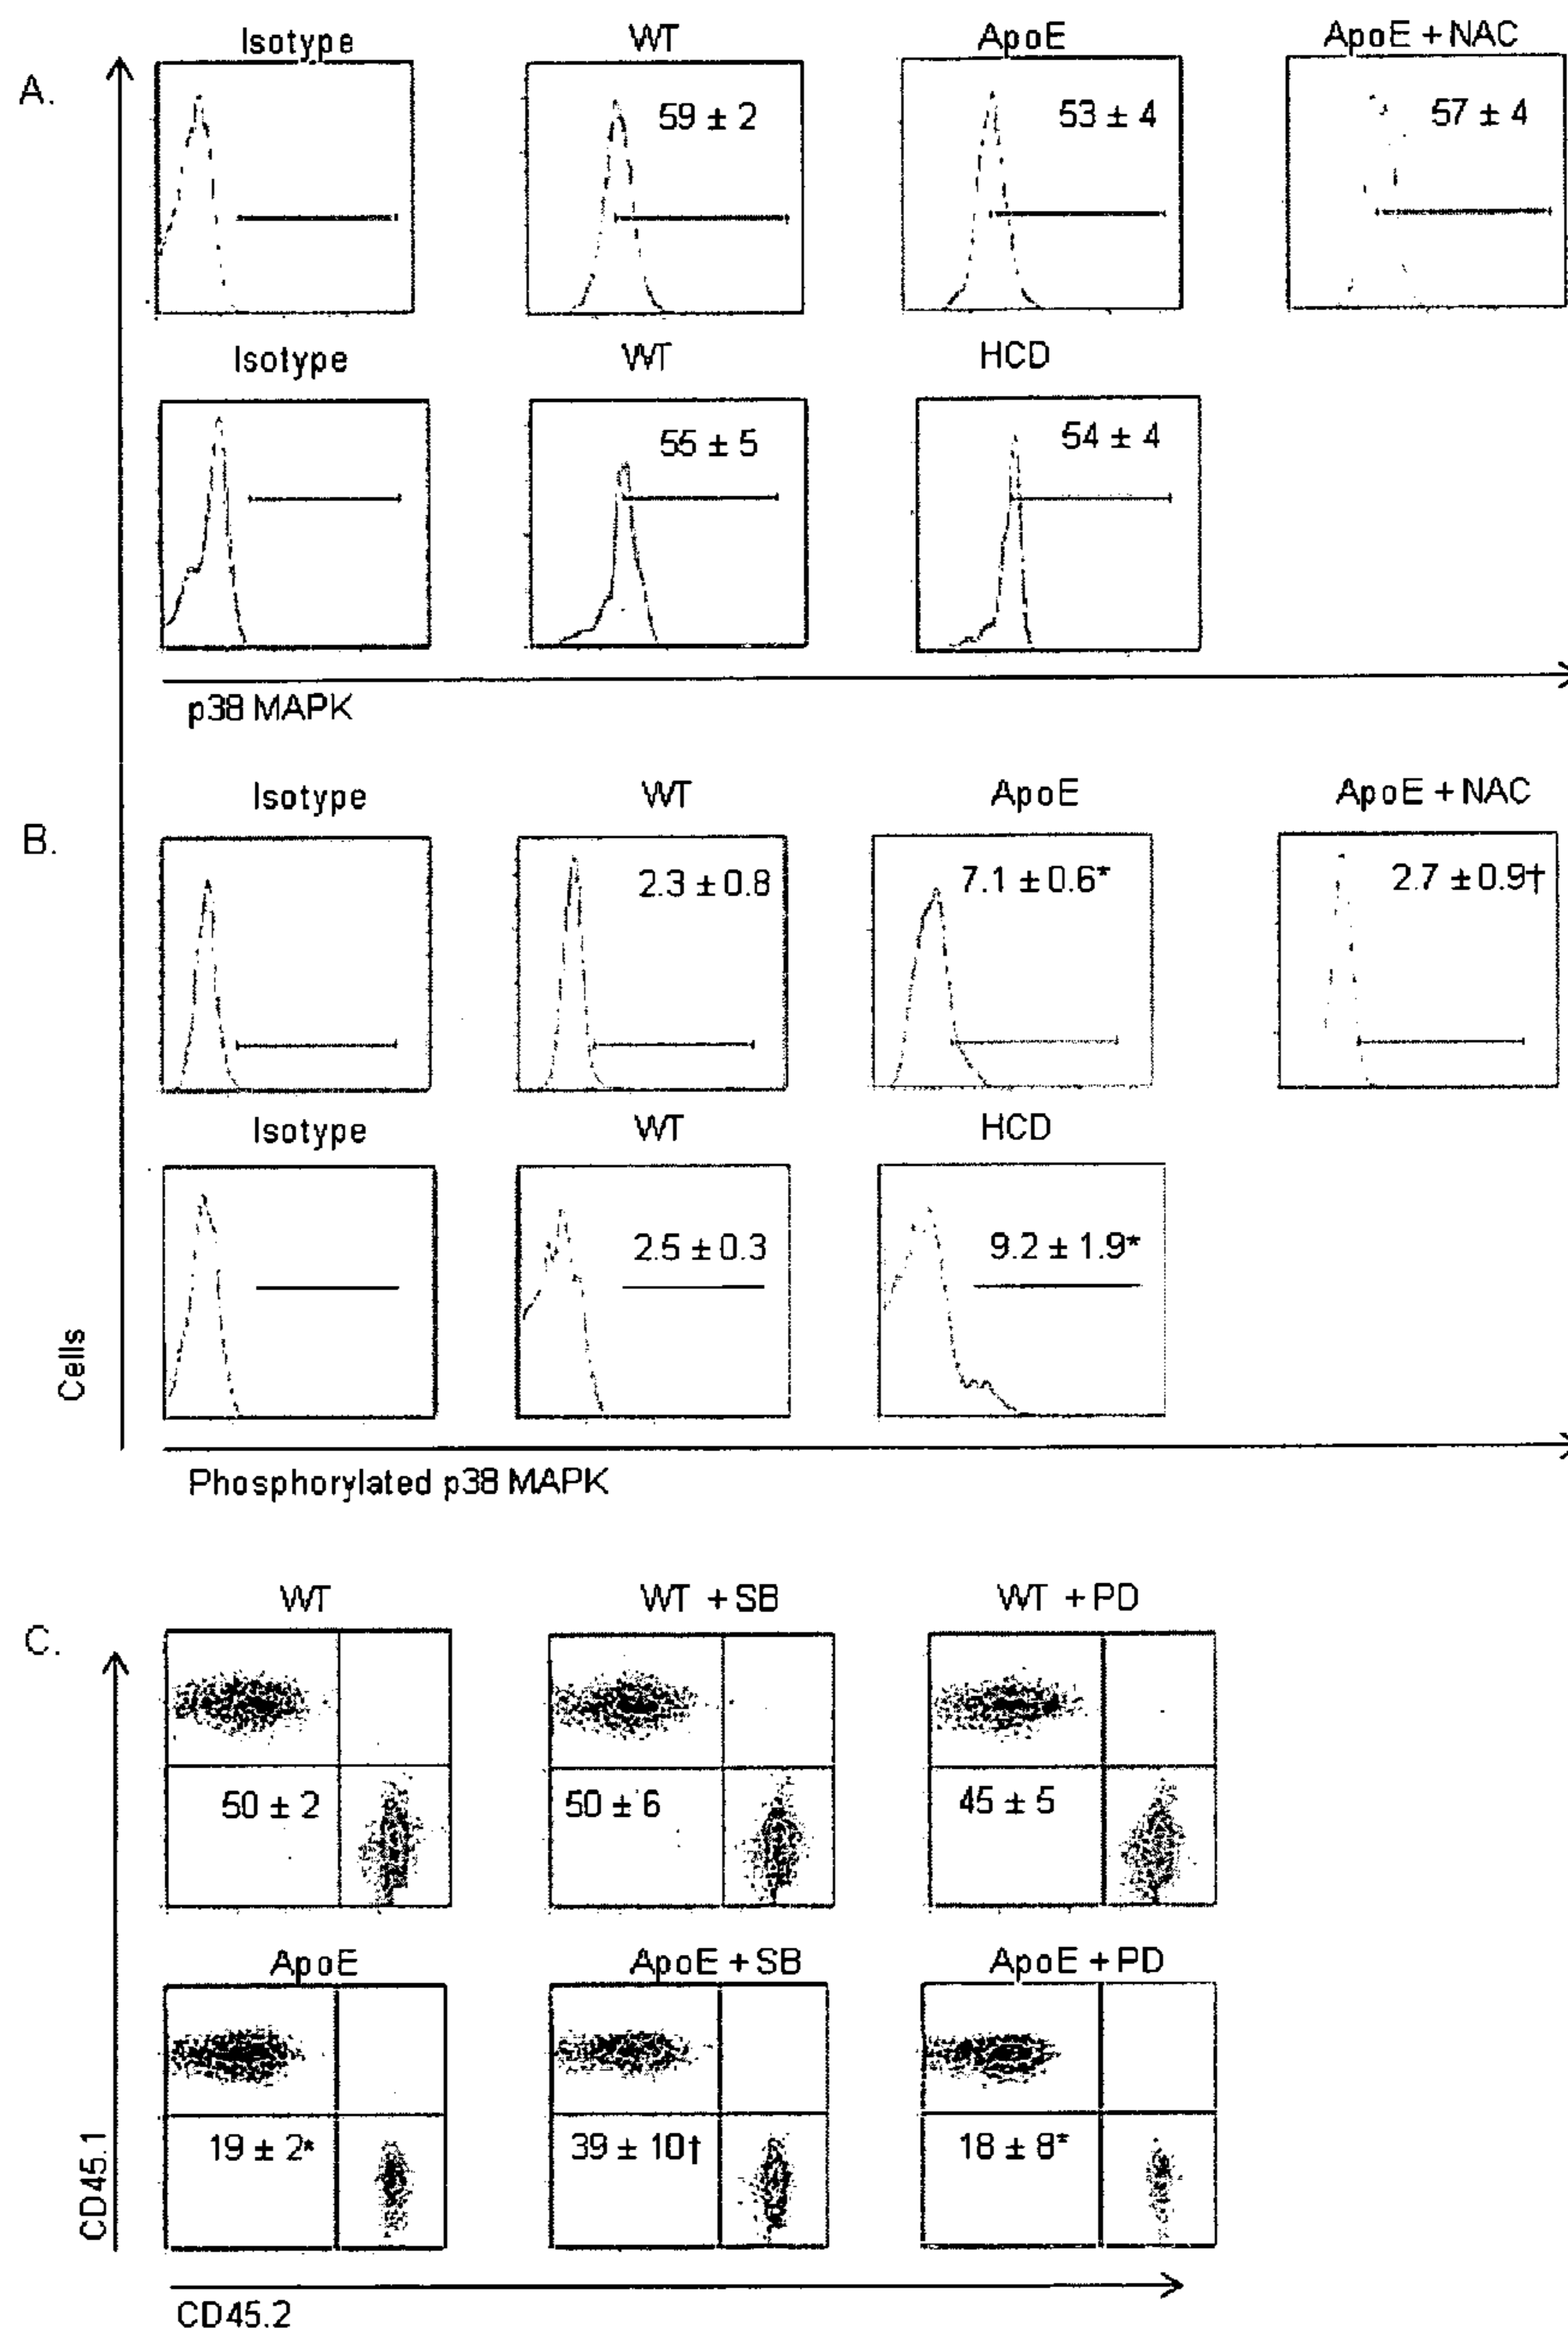 A.
Isotype WT ApoE ApoE + NAC
59 ± 2 53 ± 4 57 ± 4
Isotype WT HCD
55 ± 5 54 ± 4
p38 MAPK
B.
Isotype WT ApoE ApoE + NAC
2.3 ± 0.8 7.1 ± 0.6* 2.7 ± 0.9†
Isotype WT HCD
2.5 ± 0.3 9.2 ± 1.9*
Cells
Phosphorylated p38 MAPK
C.
WT WT + SB WT + PD
50 ± 2 50 ± 6 45 ± 5
ApoE ApoE + SB ApoE + PD
19 ± 2* 39 ± 10† 18 ± 8*
CD45.1
CD45.2